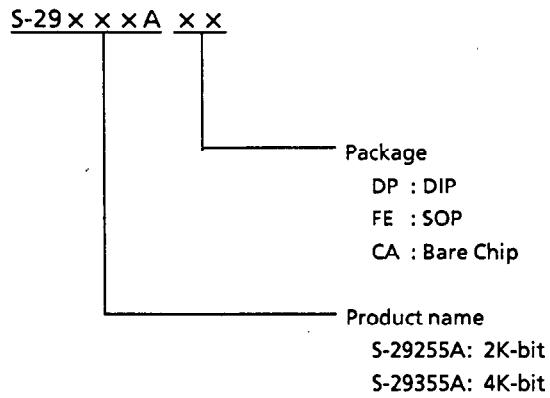 S-29×××A ××
Package
DP : DIP
FE : SOP
CA : Bare Chip
Product name
S-29255A: 2K-bit
S-29355A: 4K-bit